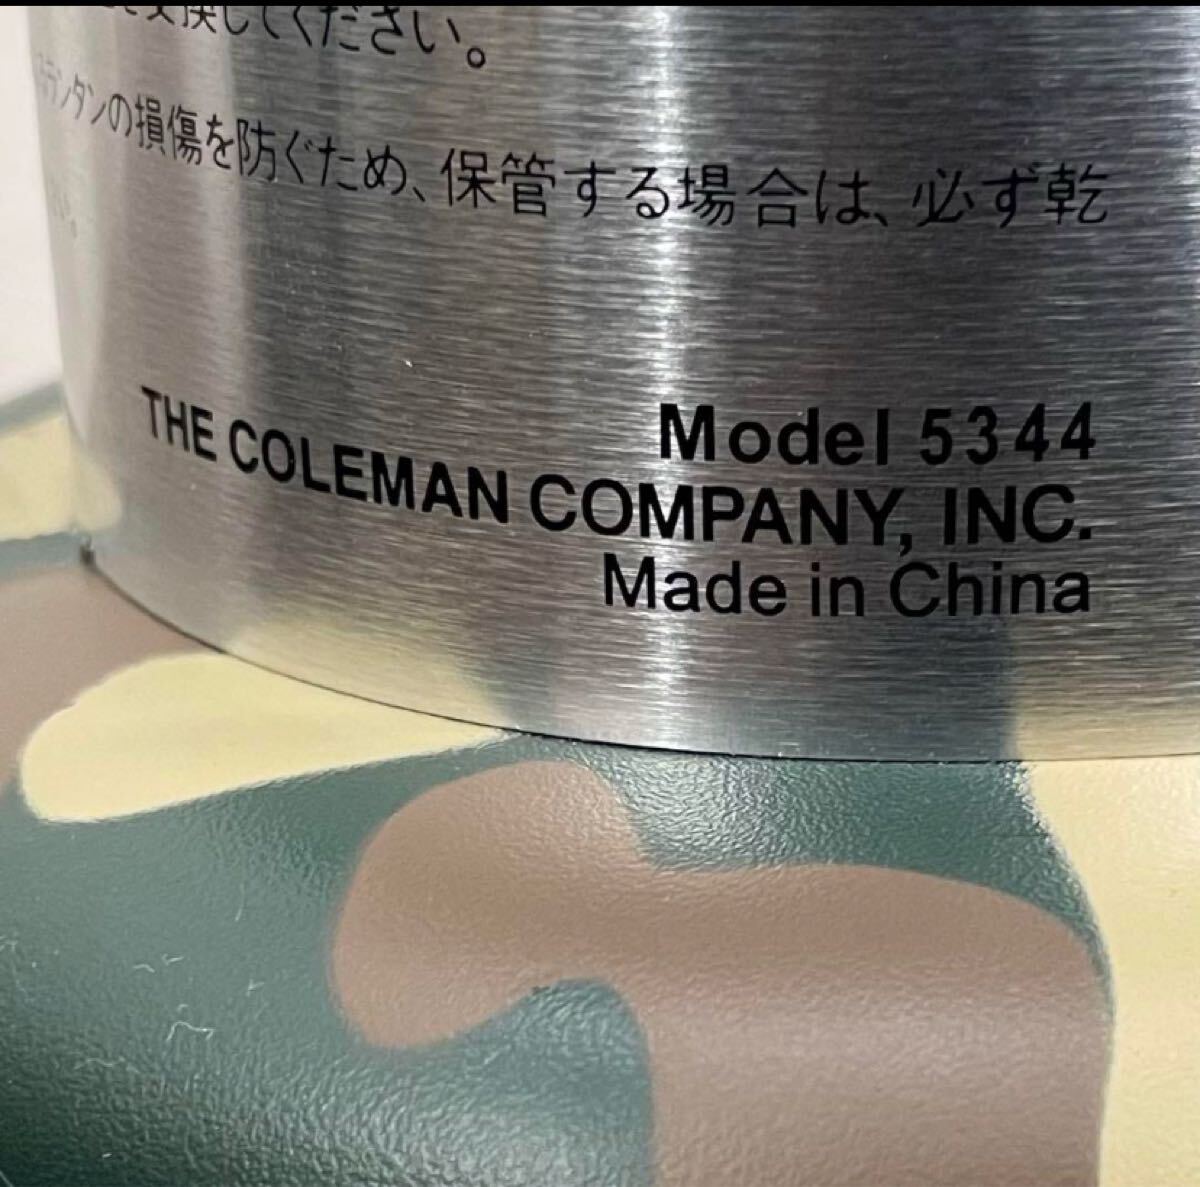 交換してください。
ランタンの損傷を防ぐため、保管する場合は、必ず乾
い。
Model 5344
THE COLEMAN COMPANY, INC.
Made in China